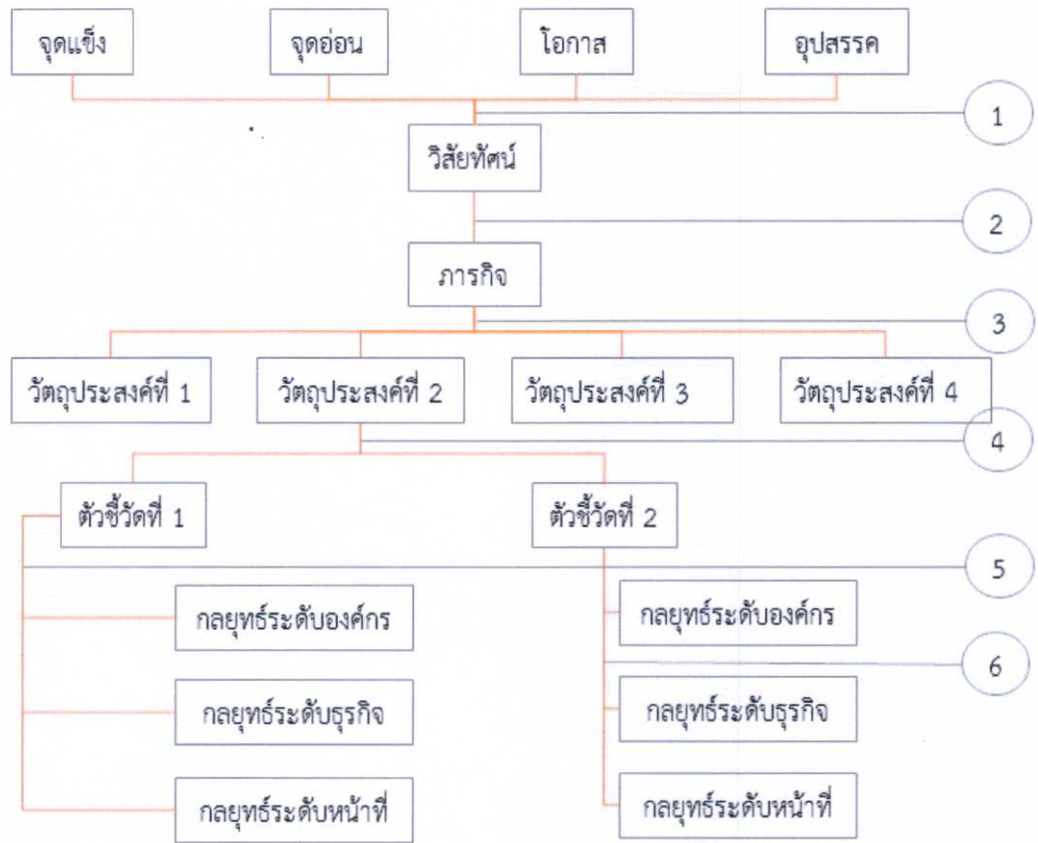 จุดแข็ง
จุดอ่อน
โอกาส
อุปสรรค
1
วิสัยทัศน์
2
ภารกิจ
3
วัตถุประสงค์ที่ 1
วัตถุประสงค์ที่ 2
วัตถุประสงค์ที่ 3
วัตถุประสงค์ที่ 4
4
ตัวชี้วัดที่ 1
ตัวชี้วัดที่ 2
5
กลยุทธ์ระดับองค์กร
กลยุทธ์ระดับองค์กร
6
กลยุทธ์ระดับธุรกิจ
กลยุทธ์ระดับธุรกิจ
กลยุทธ์ระดับหน้าที่
กลยุทธ์ระดับหน้าที่